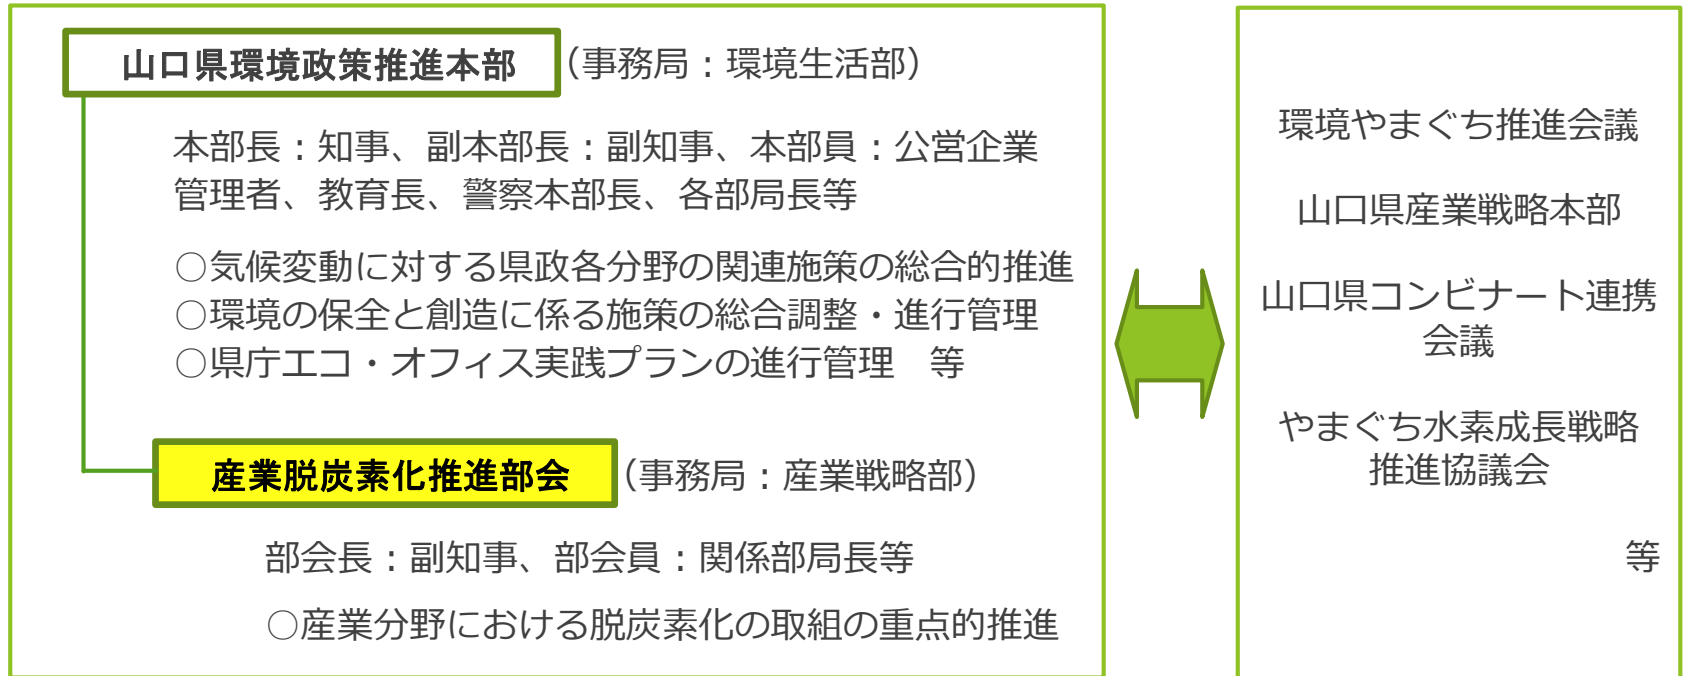 山口県環境政策推進本部 （事務局：環境生活部）
本部長：知事、副本部長：副知事、本部員：公営企業
管理者、教育長、警察本部長、各部局長等
○気候変動に対する県政各分野の関連施策の総合的推進
○環境の保全と創造に係る施策の総合調整・進行管理
○県庁エコ・オフィス実践プランの進行管理　等
産業脱炭素化推進部会 （事務局：産業戦略部）
部会長：副知事、部会員：関係部局長等
○産業分野における脱炭素化の取組の重点的推進
環境やまぐち推進会議
山口県産業戦略本部
山口県コンビナート連携
会議
やまぐち水素成長戦略
推進協議会
等